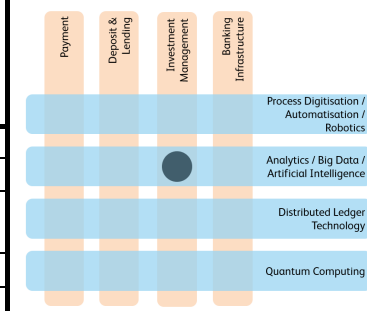 Payment
Deposit &
Lending
Investment
Management
Banking
Infrastructure
Process Digitisation /
Automatisation /
Robotics
Analytics / Big Data /
Artificial Intelligence
Distributed Ledger
Technology
Quantum Computing